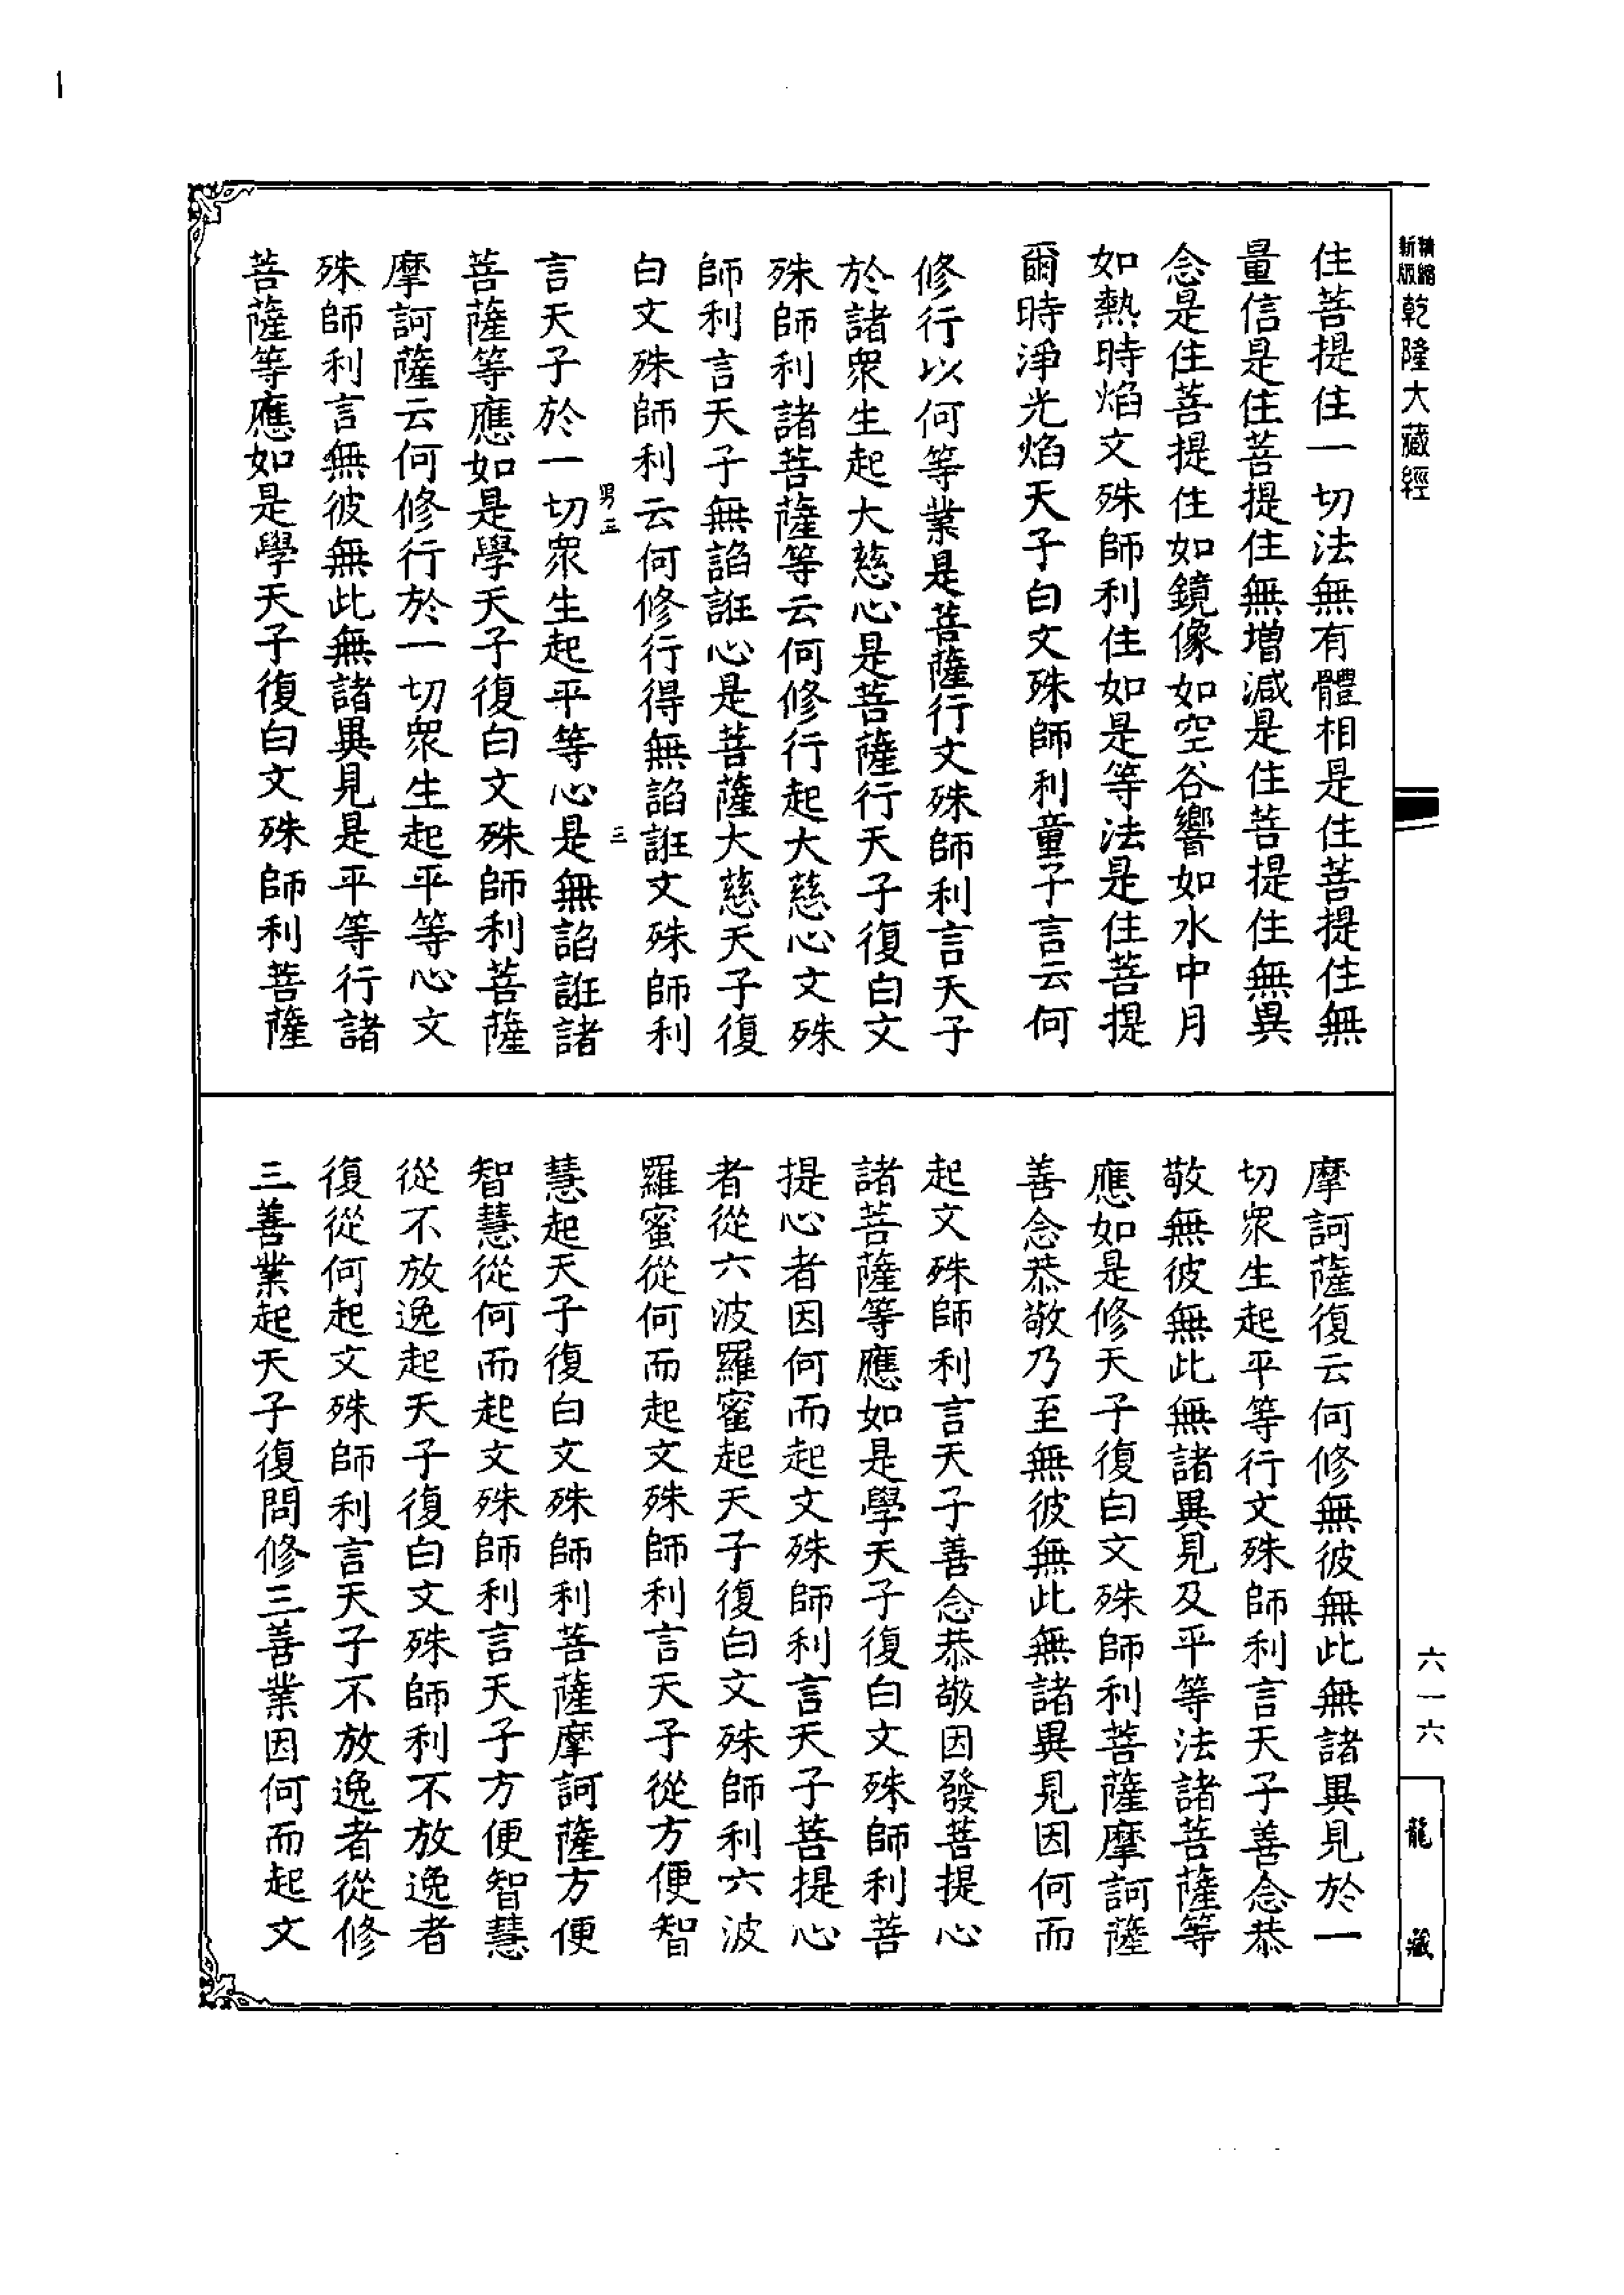 精縮
新版
乾隆大藏經
住菩提住一切法無有體相是住菩提住無
量信是住菩提住無增減是住菩提住無異
念是住菩提住如鏡像如空谷響如水中月
如熱時焰文殊師利住如是等法是住菩提
爾時淨光焰天子白文殊師利童子言云何
修行以何等業是菩薩行文殊師利言天子
於諸衆生起大慈心是菩薩行天子復白文
殊師利諸菩薩等云何修行起大慈心文殊
師利言天子無諂誑心是菩薩大慈天子復
白文殊師利云何修行得無諂誑文殊師利
男五
三
言天子於一切衆生起平等心是無諂誑諸
菩薩等應如是學天子復白文殊師利菩薩
摩訶薩云何修行於一切衆生起平等心文
殊師利言無彼無此無諸異見是平等行諸
菩薩等應如是學天子復白文殊師利菩薩
摩訶薩復云何修無彼無此無諸異見於一
切衆生起平等行文殊師利言天子善念恭
敬無彼無此無諸異見及平等法諸菩薩等
應如是修天子復白文殊師利菩薩摩訶薩
善念恭敬乃至無彼無此無諸異見因何而
起文殊師利言天子善念恭敬因發菩提心
諸菩薩等應如是學天子復白文殊師利菩
提心者因何而起文殊師利言天子菩提心
者從六波羅蜜起天子復白文殊師利六波
羅蜜從何而起文殊師利言天子從方便智
慧起天子復白文殊師利菩薩摩訶薩方便
智慧從何而起文殊師利言天子方便智慧
從不放逸起天子復白文殊師利不放逸者
復從何起文殊師利言天子不放逸者從修
三善業起天子復問修三善業因何而起文
六一六
龍藏